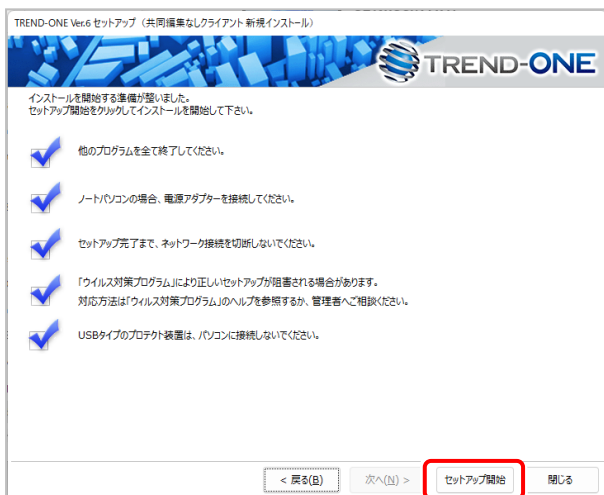 TREND-ONE Ver.6 セットアップ（共同編集なしクライアント 新規インストール）
TREND-ONE
インストールを開始する準備が整いました。
セットアップ開始をクリックしてインストールを開始して下さい。
他のプログラムを全て終了してください。
ノートパソコンの場合、電源アダプターを接続してください。
セットアップ完了まで、ネットワーク接続を切断しないでください。
「ウイルス対策プログラム」により正しいセットアップが阻害される場合があります。
対応方法は「ウィルス対策プログラム」のヘルプを参照するか、管理者へご相談ください。
USBタイプのプロテクト装置は、パソコンに接続しないでください。
< 戻る(B) 次へ(N) > セットアップ開始 閉じる